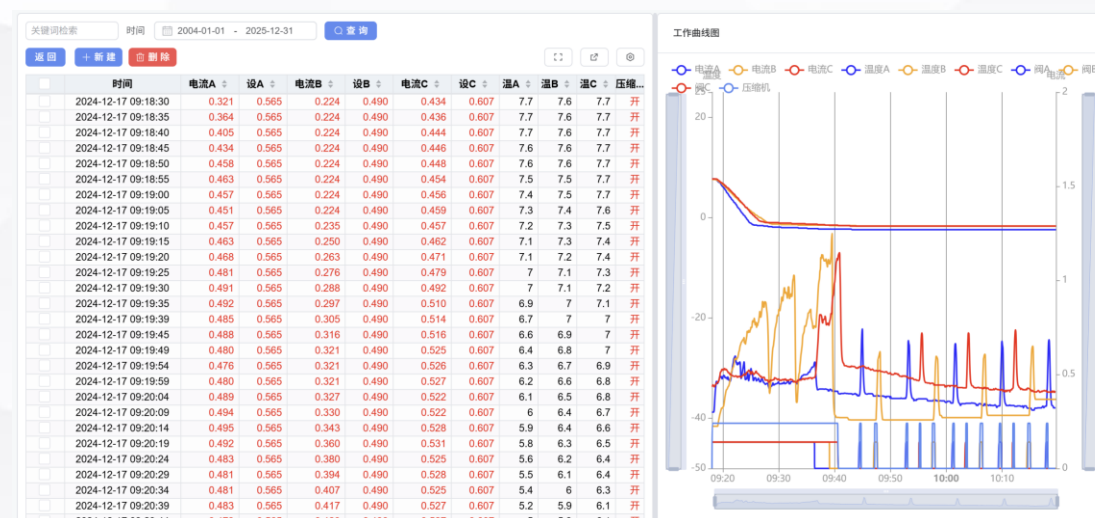 关键词检索 时间 2004-01-01 - 2025-12-31 查 询
返 回 + 新 建 删 除
时间 电流A 设A 电流B 设B 电流C 设C 温A 温B 温C 压缩...
2024-12-17 09:18:30 0.321 0.565 0.224 0.490 0.434 0.607 7.7 7.6 7.7 开
2024-12-17 09:18:35 0.364 0.565 0.224 0.490 0.436 0.607 7.7 7.6 7.7 开
2024-12-17 09:18:40 0.405 0.565 0.224 0.490 0.444 0.607 7.7 7.6 7.7 开
2024-12-17 09:18:45 0.434 0.565 0.224 0.490 0.446 0.607 7.6 7.6 7.7 开
2024-12-17 09:18:50 0.458 0.565 0.224 0.490 0.448 0.607 7.6 7.6 7.7 开
2024-12-17 09:18:55 0.463 0.565 0.224 0.490 0.454 0.607 7.5 7.5 7.7 开
2024-12-17 09:19:00 0.457 0.565 0.224 0.490 0.456 0.607 7.4 7.5 7.7 开
2024-12-17 09:19:05 0.451 0.565 0.224 0.490 0.459 0.607 7.3 7.4 7.6 开
2024-12-17 09:19:10 0.457 0.565 0.235 0.490 0.457 0.607 7.2 7.3 7.5 开
2024-12-17 09:19:15 0.463 0.565 0.250 0.490 0.462 0.607 7.1 7.3 7.4 开
2024-12-17 09:19:20 0.468 0.565 0.263 0.490 0.471 0.607 7.1 7.2 7.4 开
2024-12-17 09:19:25 0.481 0.565 0.276 0.490 0.479 0.607 7 7.1 7.3 开
2024-12-17 09:19:30 0.491 0.565 0.288 0.490 0.492 0.607 7 7.1 7.2 开
2024-12-17 09:19:35 0.492 0.565 0.297 0.490 0.510 0.607 6.9 7 7.1 开
2024-12-17 09:19:39 0.485 0.565 0.305 0.490 0.514 0.607 6.7 7 7 开
2024-12-17 09:19:45 0.488 0.565 0.316 0.490 0.516 0.607 6.6 6.9 7 开
2024-12-17 09:19:49 0.480 0.565 0.321 0.490 0.525 0.607 6.4 6.8 7 开
2024-12-17 09:19:54 0.476 0.565 0.321 0.490 0.526 0.607 6.3 6.7 6.9 开
2024-12-17 09:19:59 0.480 0.565 0.321 0.490 0.527 0.607 6.2 6.6 6.8 开
2024-12-17 09:20:04 0.489 0.565 0.327 0.490 0.522 0.607 6.1 6.5 6.8 开
2024-12-17 09:20:09 0.494 0.565 0.330 0.490 0.522 0.607 6 6.4 6.7 开
2024-12-17 09:20:14 0.495 0.565 0.343 0.490 0.528 0.607 5.9 6.4 6.6 开
2024-12-17 09:20:19 0.492 0.565 0.360 0.490 0.531 0.607 5.8 6.3 6.5 开
2024-12-17 09:20:24 0.483 0.565 0.380 0.490 0.525 0.607 5.6 6.2 6.4 开
2024-12-17 09:20:29 0.481 0.565 0.394 0.490 0.528 0.607 5.5 6.1 6.4 开
2024-12-17 09:20:34 0.481 0.565 0.407 0.490 0.525 0.607 5.4 6 6.3 开
2024-12-17 09:20:39 0.483 0.565 0.417 0.490 0.527 0.607 5.2 5.9 6.1 开
工作曲线图
电流A 电流B 电流C 温度A 温度B 温度C 阀A 阀B
阀C 压缩机
温度 电流
25 2
20
1.5
0
1
-20
0.5
-40
-50 0
09:20 09:30 09:40 09:50 10:00 10:10